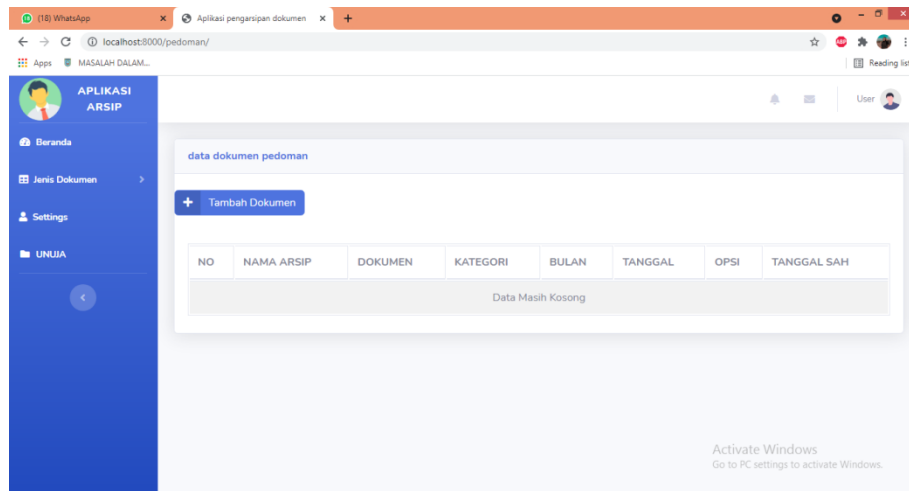 (18) WhatsApp
Aplikasi pengarsipan dokumen
localhost:8000/pedoman/
Apps
MASALAH DALAM...
Reading list
APLIKASI
ARSIP
User
Beranda
data dokumen pedoman
Jenis Dokumen
Tambah Dokumen
Settings
UNUJA
NO NAMA ARSIP DOKUMEN KATEGORI BULAN TANGGAL OPSI TANGGAL SAH
Data Masih Kosong
Activate Windows
Go to PC settings to activate Windows.